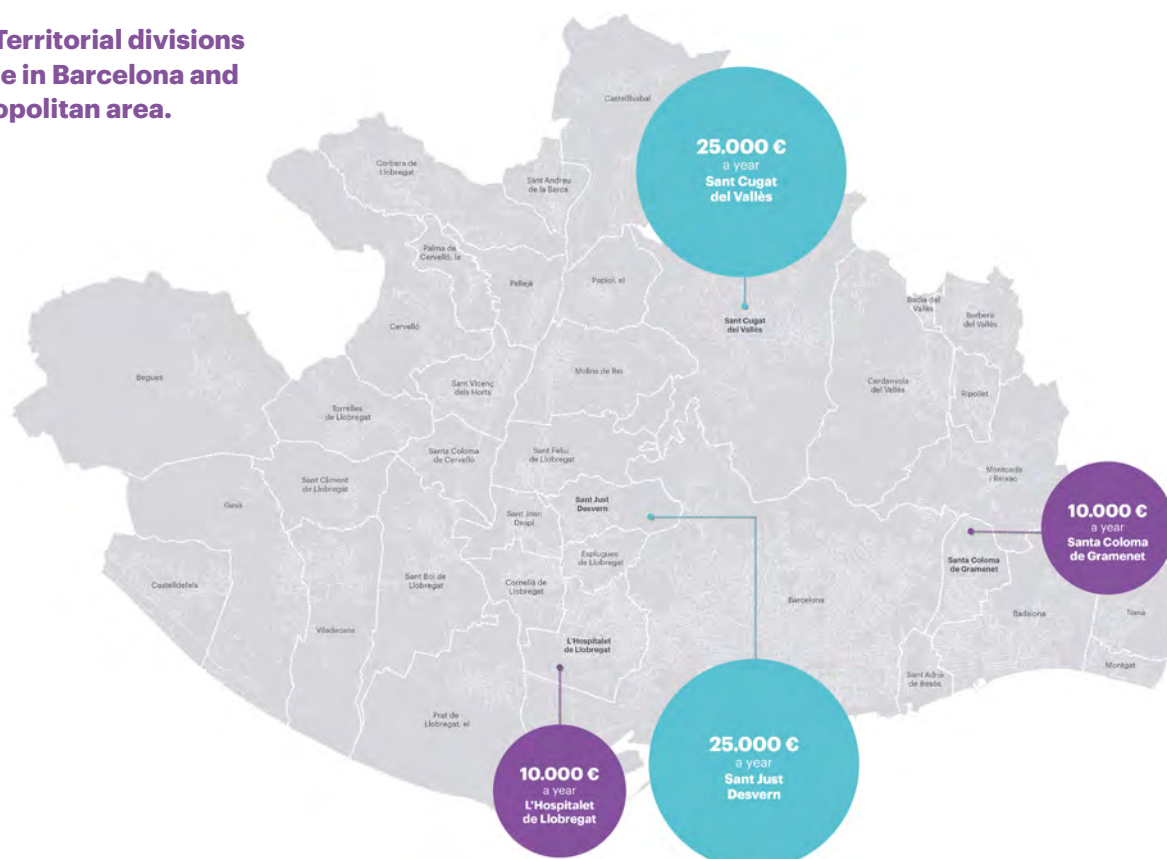 Territorial divisions
e in Barcelona and
opolitan area.
Castellbisbal
25.000 €
a year
Sant Cugat
del Vallès
Corbera de
Llobregat
Sant Andreu
de la Barca
Palma de
Cervelló, la
Pallejà
Papiol, el
Sant Cugat
del Vallès
Badia del
Vallès
Barberà
del Vallès
Cervelló
Begues
Molins de Rei
Sant Vicenç
dels Horts
Cerdanyola
del Vallès
Ripollet
Torrelles
de Llobregat
Santa Coloma
de Cervelló
Sant Feliu
de Llobregat
Montcada
i Reixac
Sant Climent
de Llobregat
Gavà
Sant Just
Desvern
Sant Joan
Despí
10.000 €
a year
Santa Coloma
de Gramenet
Esplugues
de Llobregat
Santa Coloma
de Gramenet
Castelldefels
Sant Boi de
Llobregat
Cornellà de
Llobregat
Barcelona
Badalona
Tiana
Viladecans
L'Hospitalet
de Llobregat
Montgat
Sant Adrià
de Besòs
Prat de
Llobregat, el
10.000 €
a year
L'Hospitalet
de Llobregat
25.000 €
a year
Sant Just
Desvern